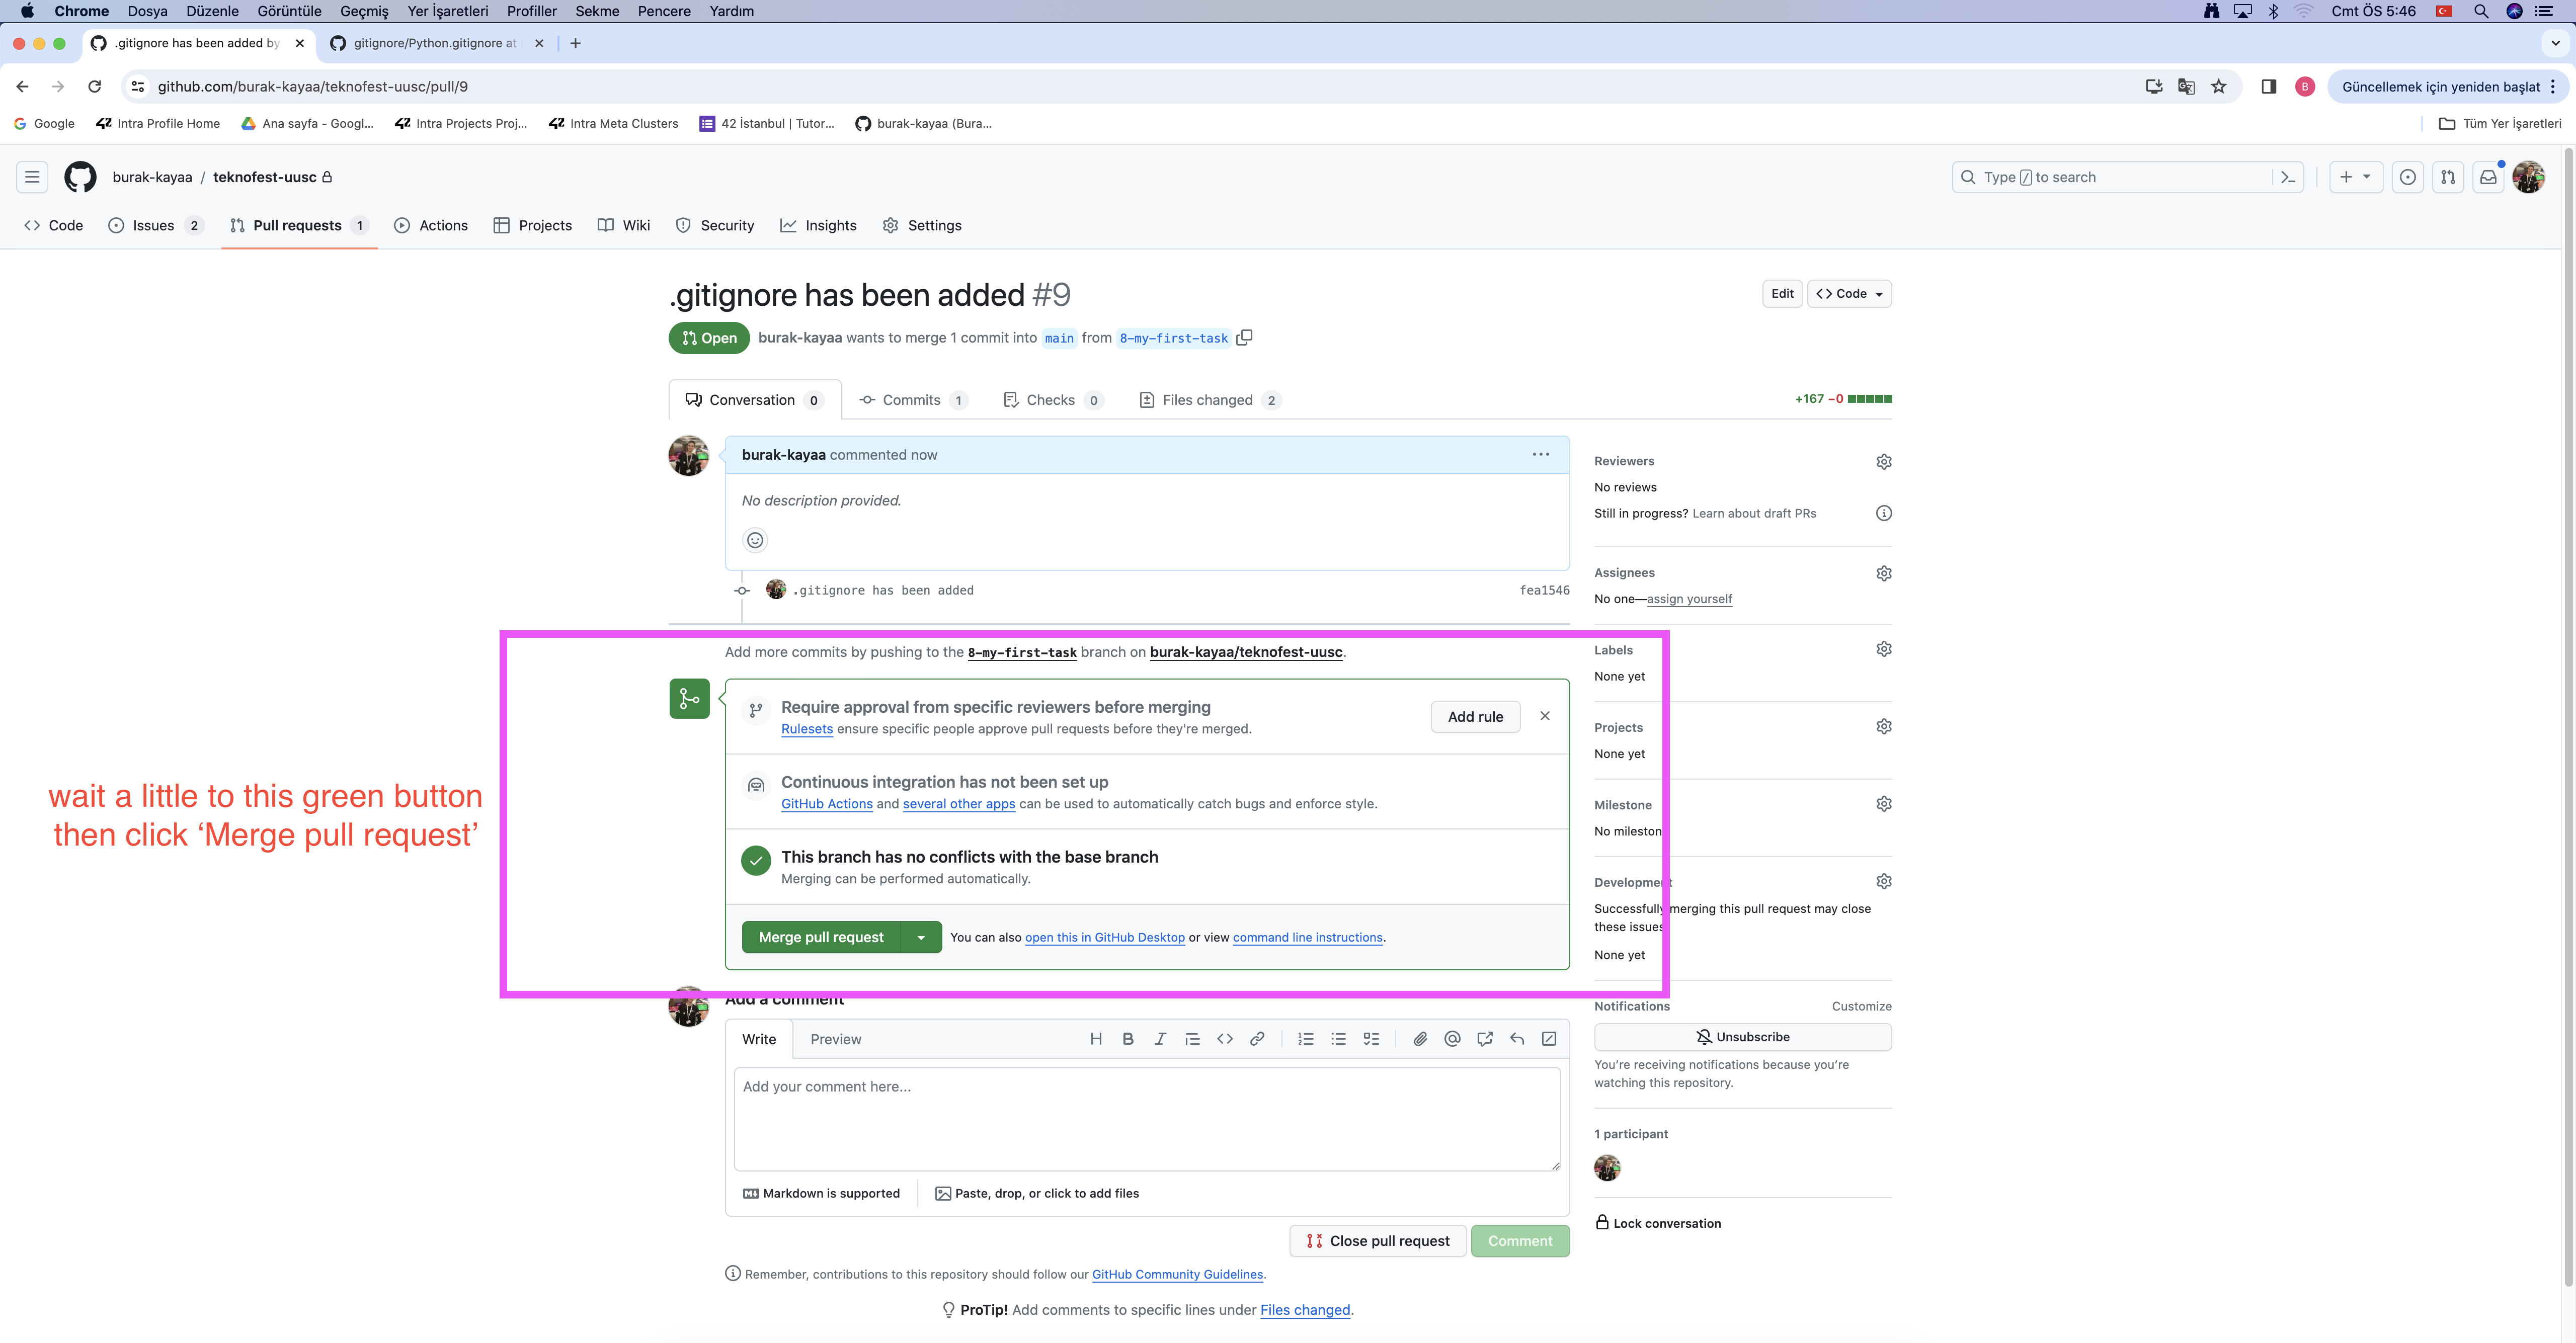 Chrome Dosya Düzenle Görüntüle Geçmiş Yer İşaretleri Profiller Sekme Pencere Yardım Cmt ÖS 5:46
.gitignore has been added by gitignore/Python.gitignore at
github.com/burak-kayaa/teknofest-uusc/pull/9 B Güncellemek için yeniden başlat
Google 42 Intra Profile Home Ana sayfa - Googl... 42 Intra Projects Proj... 42 Intra Meta Clusters 42 İstanbul | Tutor... burak-kayaa (Bura... Tüm Yer İşaretleri
burak-kayaa / teknofest-uusc Type / to search
Code Issues 2 Pull requests 1 Actions Projects Wiki Security Insights Settings
.gitignore has been added #9 Edit Code
Open burak-kayaa wants to merge 1 commit into main from 8-my-first-task
Conversation 0 Commits 1 Checks 0 Files changed 2 +167 −0
burak-kayaa commented now
No description provided.
.gitignore has been added fea1546
Add more commits by pushing to the 8-my-first-task branch on burak-kayaa/teknofest-uusc.
Require approval from specific reviewers before merging
Rulesets ensure specific people approve pull requests before they're merged.
Add rule
Continuous integration has not been set up
GitHub Actions and several other apps can be used to automatically catch bugs and enforce style.
This branch has no conflicts with the base branch
Merging can be performed automatically.
Merge pull request You can also open this in GitHub Desktop or view command line instructions.
wait a little to this green button
then click ‘Merge pull request’
Add a comment
Write Preview H B I
Add your comment here...
Markdown is supported Paste, drop, or click to add files
Close pull request Comment
Remember, contributions to this repository should follow our GitHub Community Guidelines.
ProTip! Add comments to specific lines under Files changed.
Reviewers
No reviews
Still in progress? Learn about draft PRs
Assignees
No one—assign yourself
Labels
None yet
Projects
None yet
Milestone
No mileston
Development
Successfully merging this pull request may close
these issues
None yet
Notifications Customize
Unsubscribe
You're receiving notifications because you're
watching this repository.
1 participant
Lock conversation